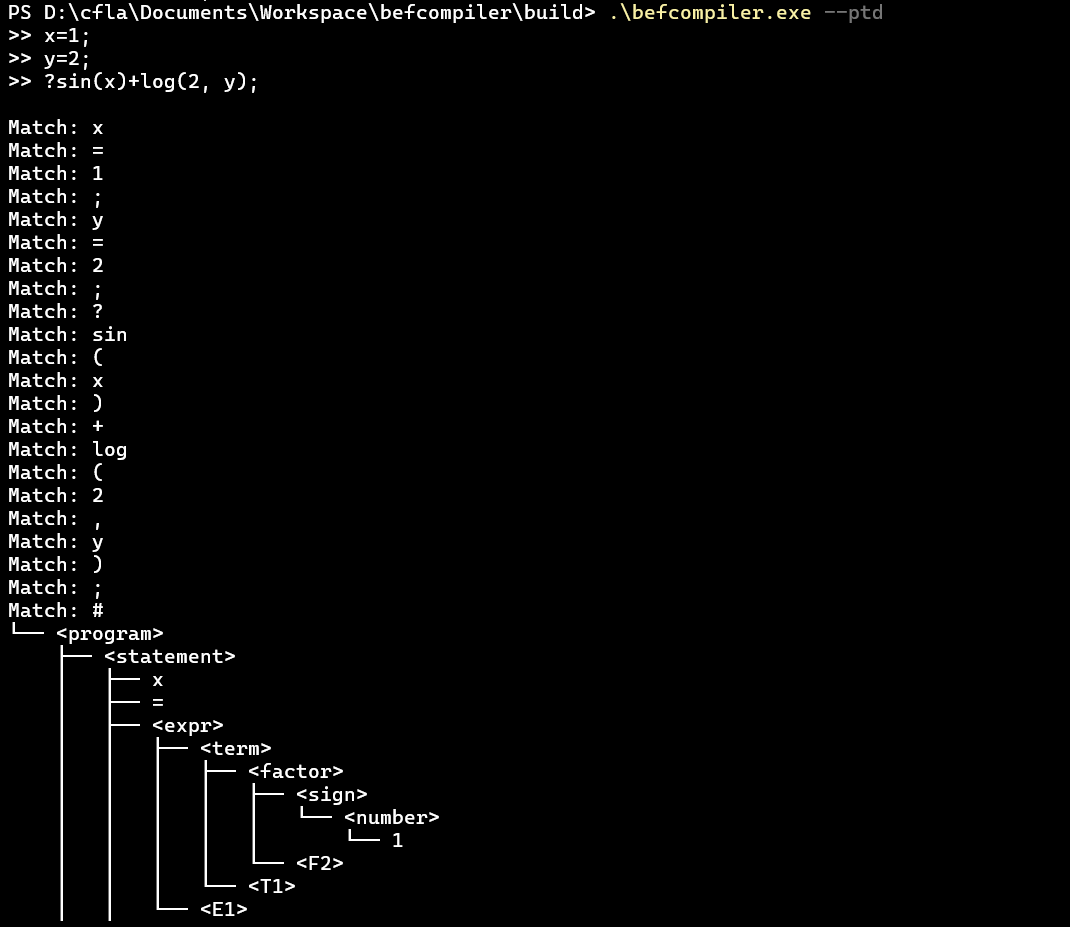 PS D:\cfla\Documents\Workspace\befcompiler\build> .\befcompiler.exe --ptd
>> x=1;
>> y=2;
>> ?sin(x)+log(2, y);

Match: x
Match: =
Match: 1
Match: ;
Match: y
Match: =
Match: 2
Match: ;
Match: ?
Match: sin
Match: (
Match: x
Match: )
Match: +
Match: log
Match: (
Match: 2
Match: ,
Match: y
Match: )
Match: ;
Match: #
└── <program>
    ├── <statement>
    │   ├── x
    │   ├── =
    │   ├── <expr>
    │   │   ├── <term>
    │   │   │   ├── <factor>
    │   │   │   │   ├── <sign>
    │   │   │   │   │   └── <number>
    │   │   │   │   │       └── 1
    │   │   │   │   └── <F2>
    │   │   │   └── <T1>
    │   │   └── <E1>